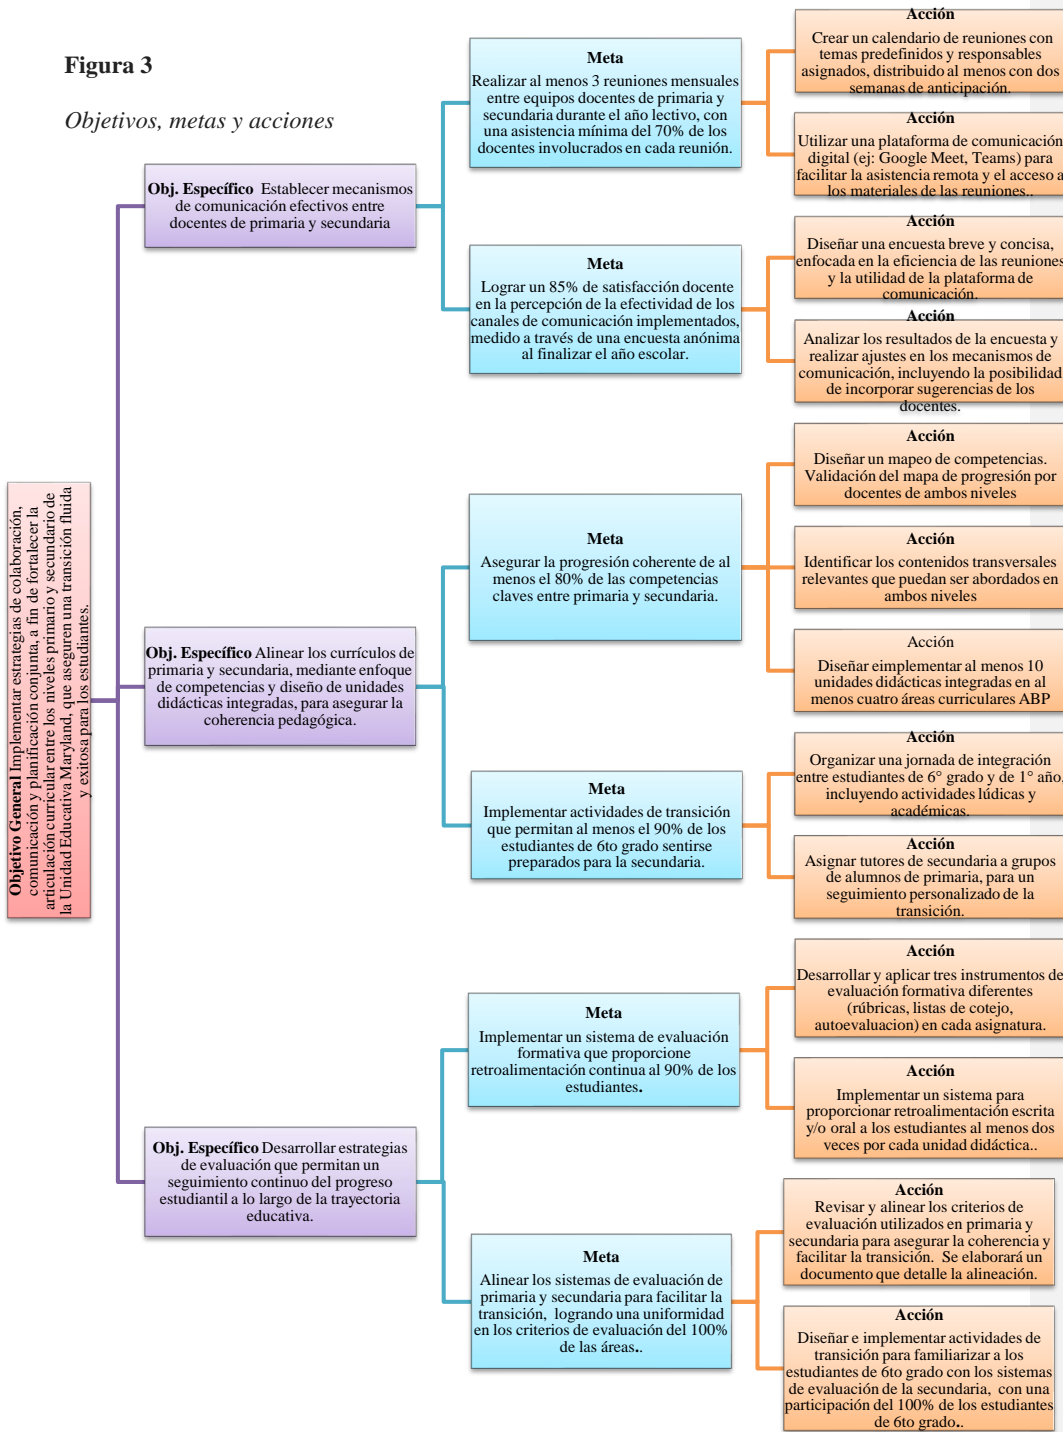 Figura 3
Objetivos, metas y acciones
Objetivo General Implementar estrategias de colaboración,
comunicación y planificación conjunta, a fin de fortalecer la
articulación curricular entre los niveles primario y secundario de
la Unidad Educativa Maryland, que aseguren una transición fluida
y exitosa para los estudiantes.
Obj. Específico Establecer mecanismos
de comunicación efectivos entre
docentes de primaria y secundaria
Meta
Realizar al menos 3 reuniones mensuales
entre equipos docentes de primaria y
secundaria durante el año lectivo, con
una asistencia mínima del 70% de los
docentes involucrados en cada reunión.
Acción
Crear un calendario de reuniones con
temas predefinidos y responsables
asignados, distribuido al menos con dos
semanas de anticipación.
Acción
Utilizar una plataforma de comunicación
digital (ej: Google Meet, Teams) para
facilitar la asistencia remota y el acceso a
los materiales de las reuniones..
Meta
Lograr un 85% de satisfacción docente
en la percepción de la efectividad de los
canales de comunicación implementados,
medido a través de una encuesta anónima
al finalizar el año escolar.
Acción
Diseñar una encuesta breve y concisa,
enfocada en la eficiencia de las reuniones
y la utilidad de la plataforma de
comunicación.
Acción
Analizar los resultados de la encuesta y
realizar ajustes en los mecanismos de
comunicación, incluyendo la posibilidad
de incorporar sugerencias de los
docentes.
Obj. Específico Alinear los currículos de
primaria y secundaria, mediante enfoque
de competencias y diseño de unidades
didácticas integradas, para asegurar la
coherencia pedagógica.
Meta
Asegurar la progresión coherente de al
menos el 80% de las competencias
claves entre primaria y secundaria.
Acción
Diseñar un mapeo de competencias.
Validación del mapa de progresión por
docentes de ambos niveles
Acción
Identificar los contenidos transversales
relevantes que puedan ser abordados en
ambos niveles
Acción
Diseñar eimplementar al menos 10
unidades didácticas integradas en al
menos cuatro áreas curriculares ABP
Meta
Implementar actividades de transición
que permitan al menos el 90% de los
estudiantes de 6to grado sentirse
preparados para la secundaria.
Acción
Organizar una jornada de integración
entre estudiantes de 6° grado y de 1° año,
incluyendo actividades lúdicas y
académicas.
Acción
Asignar tutores de secundaria a grupos
de alumnos de primaria, para un
seguimiento personalizado de la
transición.
Obj. Específico Desarrollar estrategias
de evaluación que permitan un
seguimiento continuo del progreso
estudiantil a lo largo de la trayectoria
educativa.
Meta
Implementar un sistema de evaluación
formativa que proporcione
retroalimentación continua al 90% de los
estudiantes.
Acción
Desarrollar y aplicar tres instrumentos de
evaluación formativa diferentes
(rúbricas, listas de cotejo,
autoevaluacion) en cada asignatura.
Acción
Implementar un sistema para
proporcionar retroalimentación escrita
y/o oral a los estudiantes al menos dos
veces por cada unidad didáctica..
Meta
Alinear los sistemas de evaluación de
primaria y secundaria para facilitar la
transición, logrando una uniformidad
en los criterios de evaluación del 100%
de las áreas..
Acción
Revisar y alinear los criterios de
evaluación utilizados en primaria y
secundaria para asegurar la coherencia y
facilitar la transición. Se elaborará un
documento que detalle la alineación.
Acción
Diseñar e implementar actividades de
transición para familiarizar a los
estudiantes de 6to grado con los sistemas
de evaluación de la secundaria, con una
participación del 100% de los estudiantes
de 6to grado..